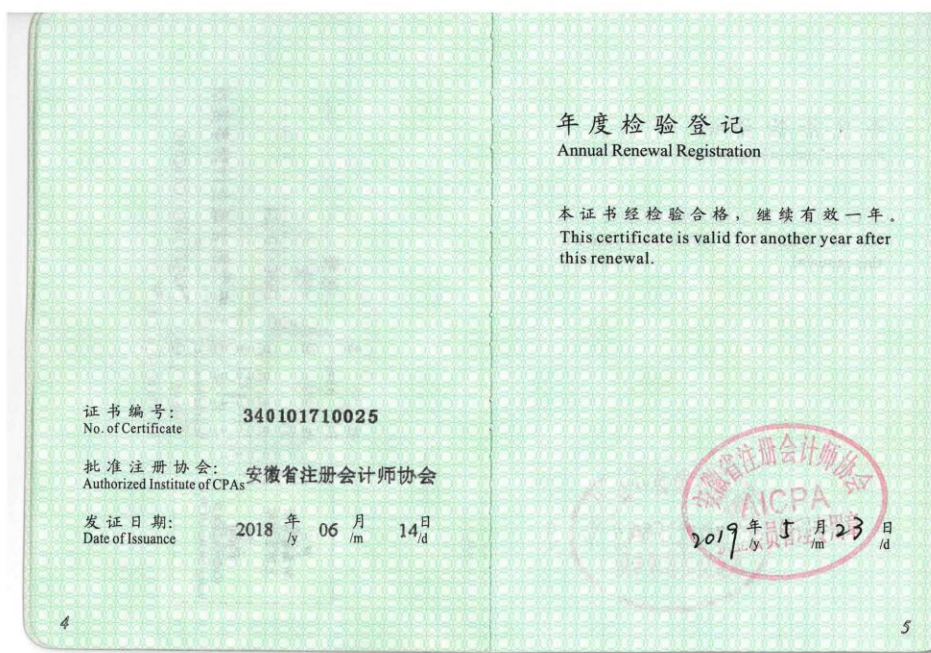 证书编号: 340101710025
No. of Certificate
批准注册协会: 安徽省注册会计师协会
Authorized Institute of CPAs
发证日期: 2018 年 06 月 14 日
Date of Issuance /y /m /d
4
年度检验登记
Annual Renewal Registration
本证书经检验合格，继续有效一年。
This certificate is valid for another year after
this renewal.
安徽省注册会计师协会
AICPA
2019 年 5 月 23 日
/y /m /d
5